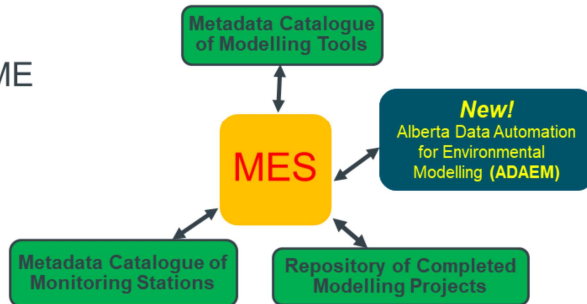 Metadata Catalogue
of Modelling Tools
ME
New!
Alberta Data Automation
for Environmental
Modelling (ADAEM)
MES
Metadata Catalogue of
Monitoring Stations
Repository of Completed
Modelling Projects